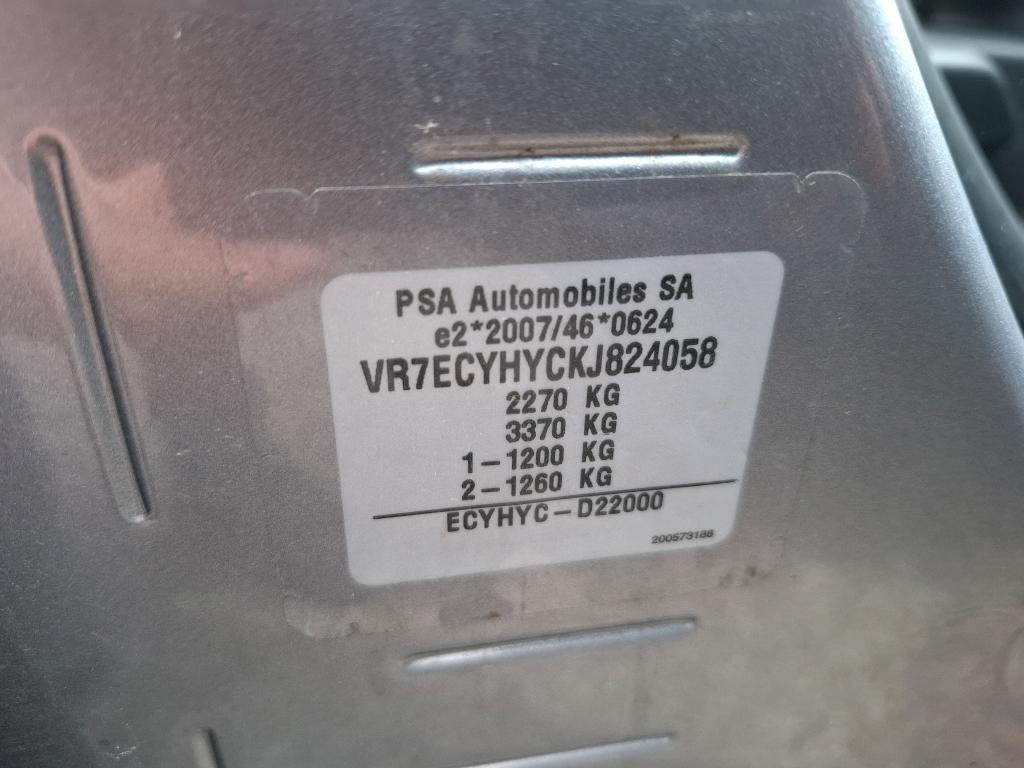 PSA Automobiles SA
e2*2007/46*0624
VR7ECYHYCKJ824058
2270 KG
3370 KG
1-1200 KG
2-1260 KG
ECYHYC-D22000
200573188